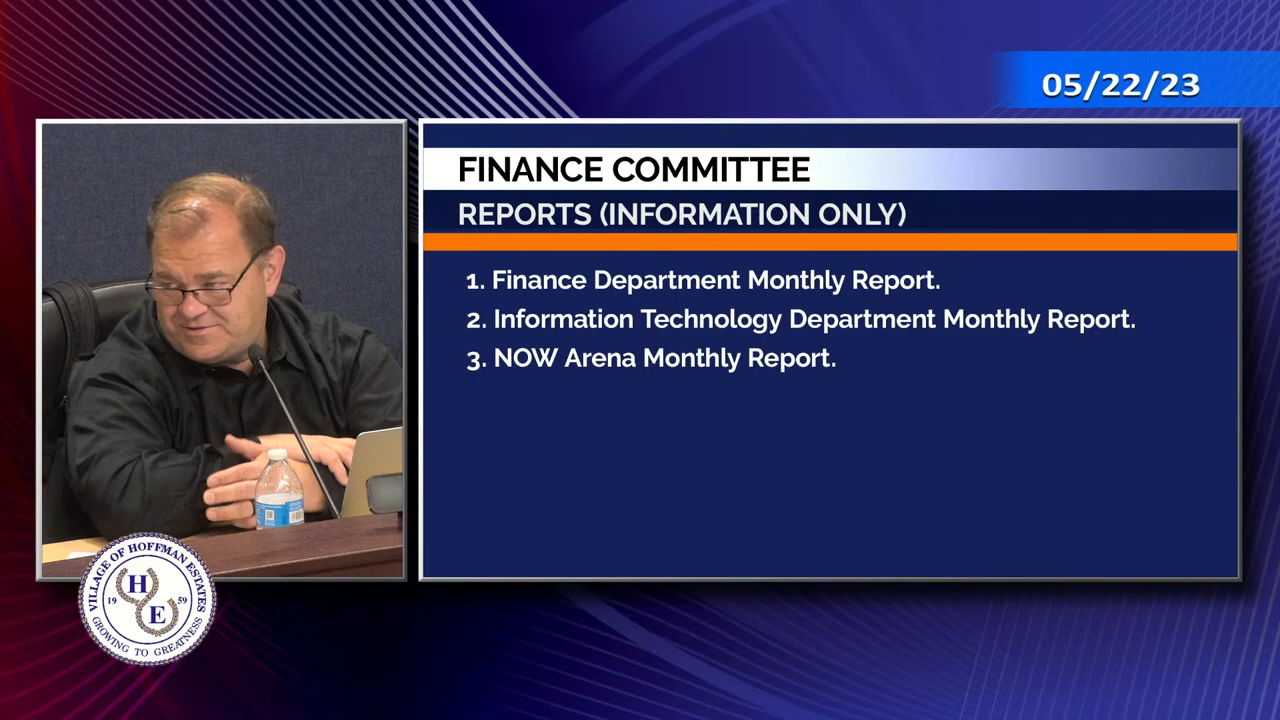 05/22/23
FINANCE COMMITTEE
REPORTS (INFORMATION ONLY)
1. Finance Department Monthly Report.
2. Information Technology Department Monthly Report.
3. NOW Arena Monthly Report.
VILLAGE OF HOFFMAN ESTATES
H
19 59
E
GROWING TO GREATNESS